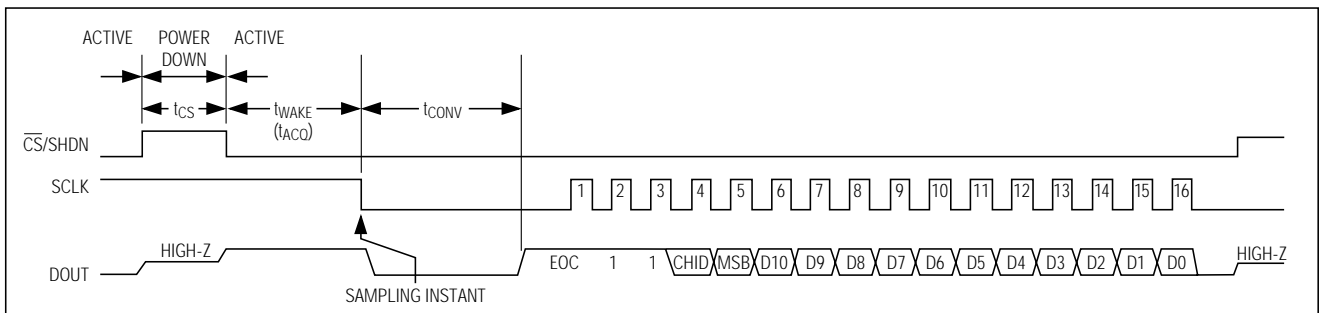 ACTIVE POWER DOWN ACTIVE
tCS tWAKE (tACQ) tCONV
CS/SHDN
SCLK 1 2 3 4 5 6 7 8 9 10 11 12 13 14 15 16
DOUT HIGH-Z EOC 1 1 CHID MSB D10 D9 D8 D7 D6 D5 D4 D3 D2 D1 D0 HIGH-Z
SAMPLING INSTANT